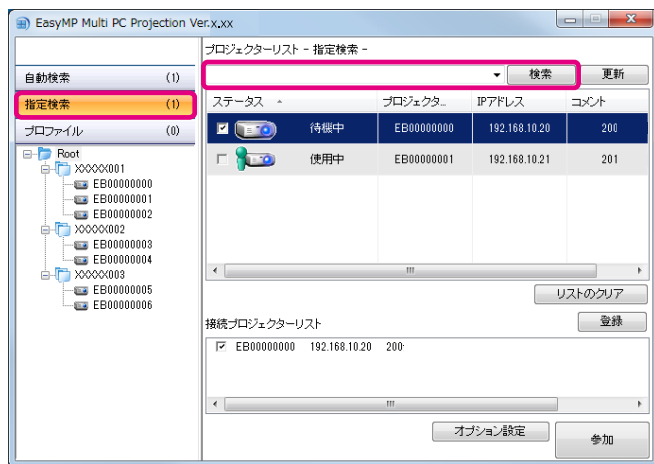 EasyMP Multi PC Projection Ver.x.xx
プロジェクターリスト - 指定検索 -
自動検索 (1)
検索 更新
指定検索 (1)
ステータス プロジェクタ... IPアドレス コメント
プロファイル (0)
待機中 EB00000000 192.168.10.20 200
使用中 EB00000001 192.168.10.21 201
Root
XXXXX001
EB00000000
EB00000001
EB00000002
XXXXX002
EB00000003
EB00000004
XXXXX003
EB00000005
EB00000006
リストのクリア
接続プロジェクターリスト 登録
EB00000000 192.168.10.20 200
オプション設定 参加